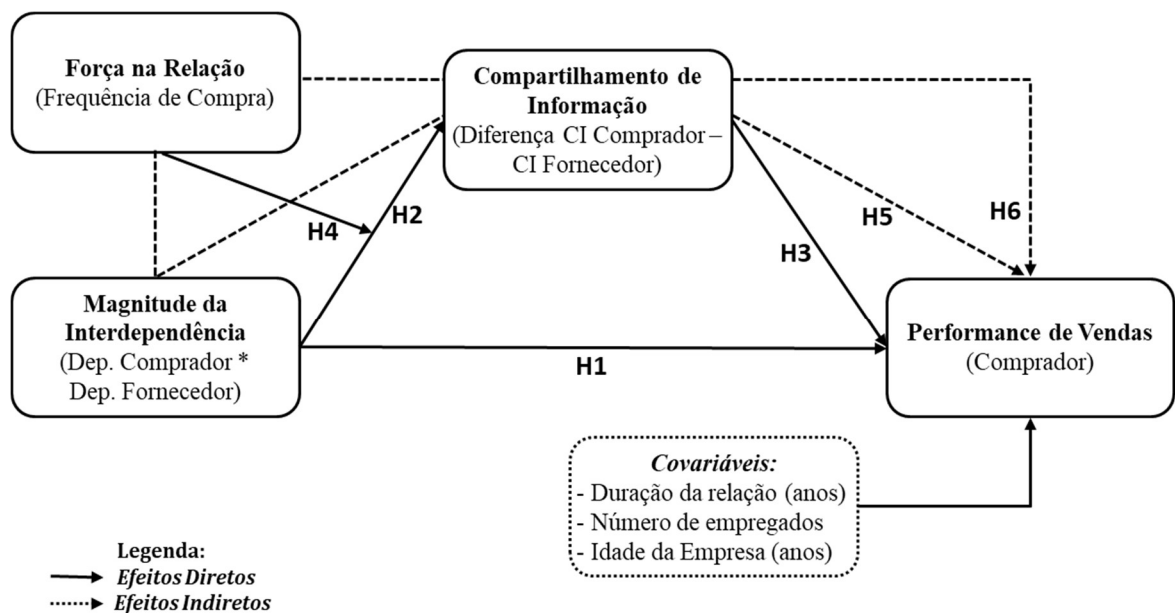 Força na Relação
(Frequência de Compra)
Compartilhamento de
Informação
(Diferença CI Comprador –
CI Fornecedor)
H4
H2
H5
H6
H3
Magnitude da
Interdependência
(Dep. Comprador *
Dep. Fornecedor)
H1
Performance de Vendas
(Comprador)
Covariáveis:
- Duração da relação (anos)
- Número de empregados
- Idade da Empresa (anos)
Legenda:
Efeitos Diretos
Efeitos Indiretos